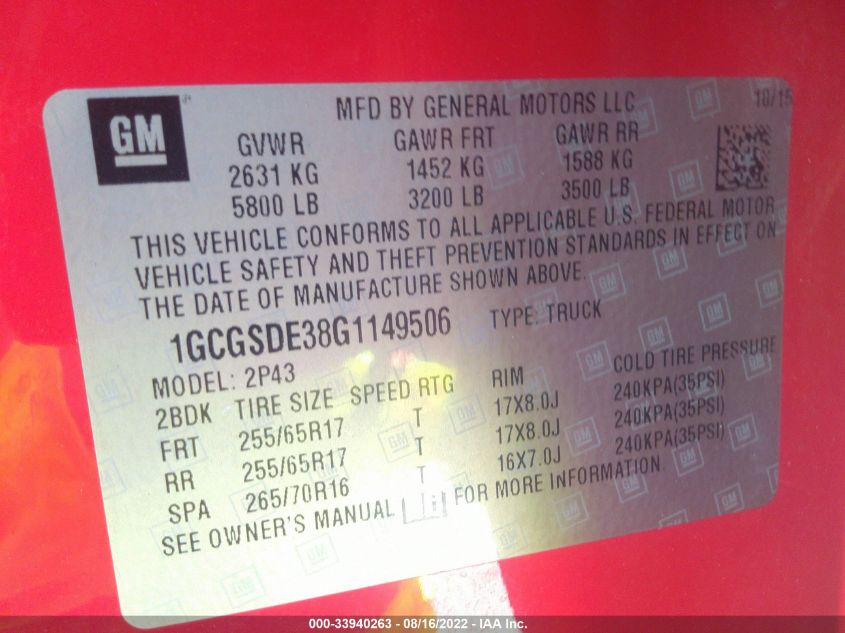 GM
MFD BY GENERAL MOTORS LLC 10/15
GVWR GAWR FRT GAWR RR
2631 KG 1452 KG 1588 KG
5800 LB 3200 LB 3500 LB
THIS VEHICLE CONFORMS TO ALL APPLICABLE U.S. FEDERAL MOTOR
VEHICLE SAFETY AND THEFT PREVENTION STANDARDS IN EFFECT ON
THE DATE OF MANUFACTURE SHOWN ABOVE.
1GCGSDE38G1149506 TYPE: TRUCK
MODEL: 2P43
2BDK TIRE SIZE SPEED RTG RIM COLD TIRE PRESSURE
FRT 255/65R17 T 17X8.0J 240KPA(35PSI)
RR 255/65R17 T 17X8.0J 240KPA(35PSI)
SPA 265/70R16 T 16X7.0J 240KPA(35PSI)
SEE OWNER'S MANUAL i FOR MORE INFORMATION
000-33940263 - 08/16/2022 - IAA Inc.